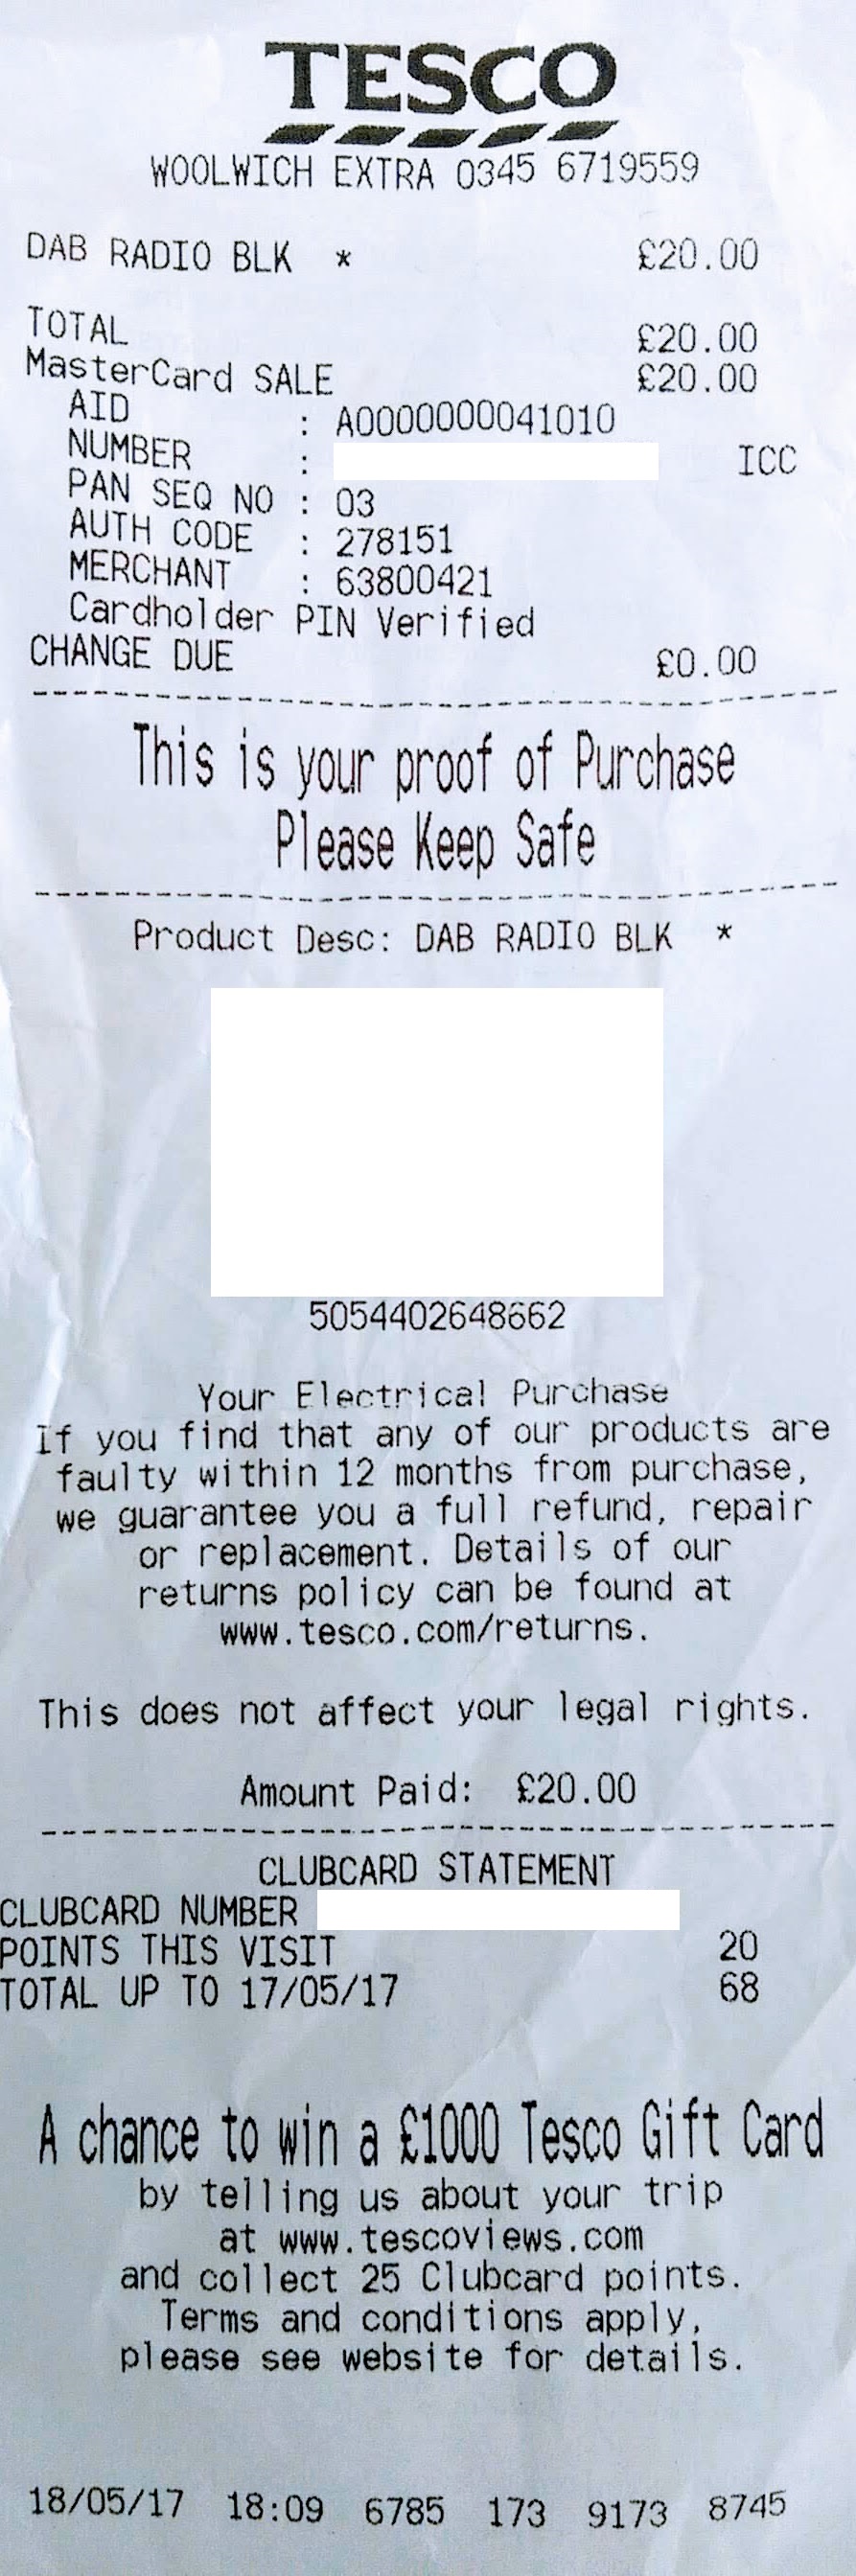 TESCO
WOOLWICH EXTRA 0345 6719559
DAB RADIO BLK * £20.00
TOTAL £20.00
MasterCard SALE £20.00
AID : A0000000041010
NUMBER : ICC
PAN SEQ NO : 03
AUTH CODE : 278151
MERCHANT : 63800421
Cardholder PIN Verified
CHANGE DUE £0.00
This is your proof of Purchase
Please Keep Safe
Product Desc: DAB RADIO BLK *
5054402648662
Your Electrical Purchase
If you find that any of our products are
faulty within 12 months from purchase,
we guarantee you a full refund, repair
or replacement. Details of our
returns policy can be found at
www.tesco.com/returns.
This does not affect your legal rights.
Amount Paid: £20.00
CLUBCARD STATEMENT
CLUBCARD NUMBER
POINTS THIS VISIT 20
TOTAL UP TO 17/05/17 68
A chance to win a £1000 Tesco Gift Card
by telling us about your trip
at www.tescoviews.com
and collect 25 Clubcard points.
Terms and conditions apply,
please see website for details.
18/05/17 18:09 6785 173 9173 8745